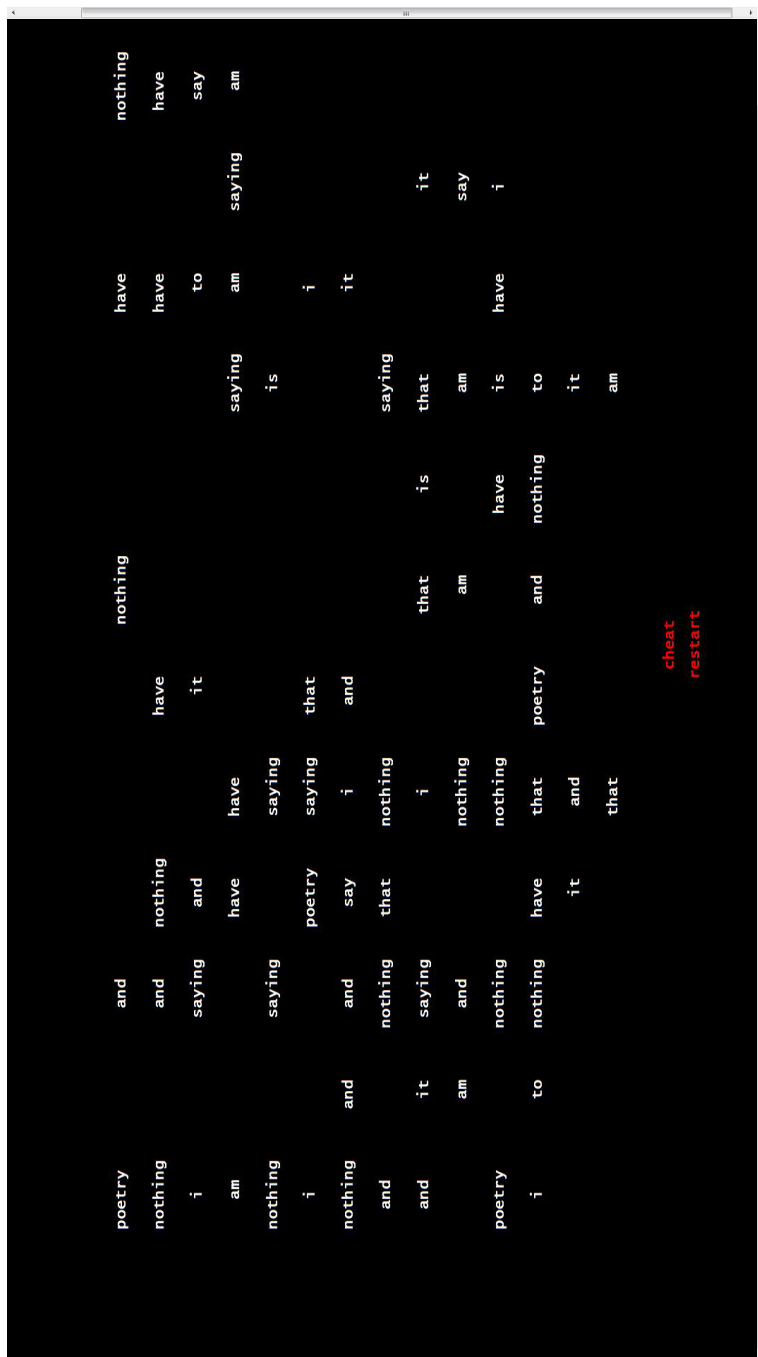 poetry and nothing have nothing
nothing and nothing have have have
i saying and it to say
am have have saying am saying am
nothing saying saying is
i poetry saying that i
nothing and and say i and it
and nothing that nothing saying
and it saying i that is that it
am and nothing am am say
poetry nothing nothing have is have i
i to nothing have that poetry and nothing to
it and it
that am
cheat
restart